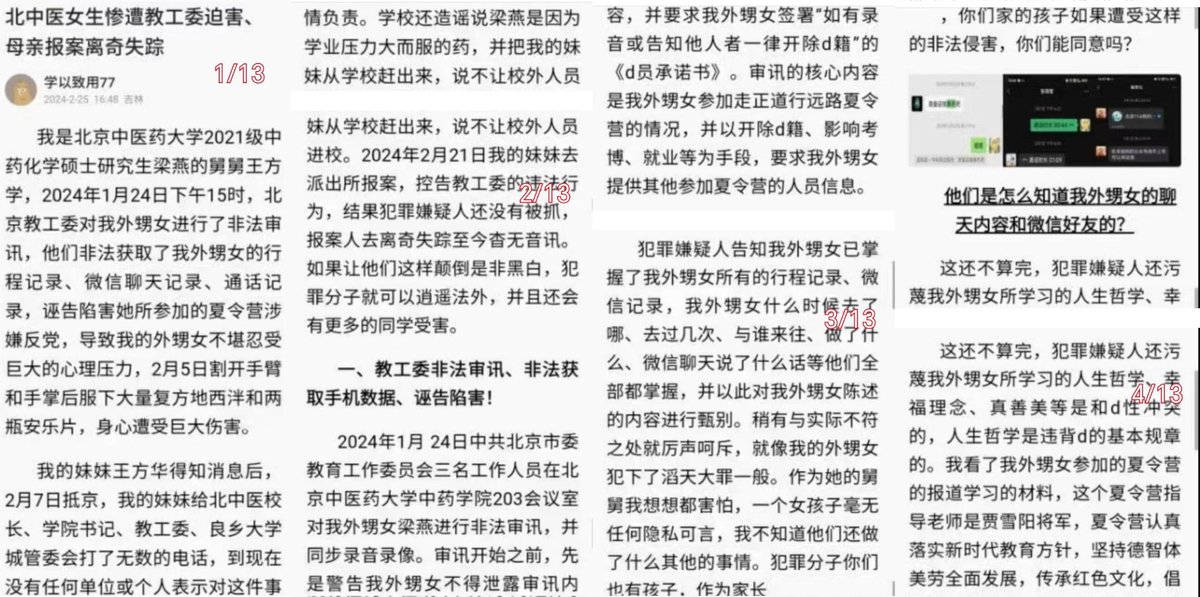 北中医女生惨遭教工委迫害、
母亲报案离奇失踪
学以致用77
2024-2-25 16:48 吉林
1/13
我是北京中医药大学2021级中
药化学硕士研究生梁燕的舅舅王方
学，2024年1月24日下午15时，北
京教工委对我外甥女进行了非法审
讯，他们非法获取了我外甥女的行
程记录、微信聊天记录、通话记
录，诬告陷害她所参加的夏令营涉
嫌反党，导致我的外甥女不堪忍受
巨大的心理压力，2月5日割开手臂
和手掌后服下大量复方地西泮和两
瓶安乐片，身心遭受巨大伤害。
我的妹妹王方华得知消息后，
2月7日抵京，我的妹妹给北中医校
长、学院书记、教工委、良乡大学
城管委会打了无数的电话，到现在
没有任何单位或个人表示对这件事
情负责。学校还造谣说梁燕是因为
学业压力大而服的药，并把我的妹
妹从学校赶出来，说不让校外人员
妹从学校赶出来，说不让校外人员
进校。2024年2月21日我的妹妹去
派出所报案，控告教工委的违法行
2/13
为，结果犯罪嫌疑人还没有被抓，
报案人去离奇失踪至今杳无音讯。
如果让他们这样颠倒是非黑白，犯
罪分子就可以逍遥法外，并且还会
有更多的同学受害。
一、教工委非法审讯、非法获
取手机数据、诬告陷害！
2024年1月 24日中共北京市委
教育工作委员会三名工作人员在北
京中医药大学中药学院203会议室
对我外甥女梁燕进行非法审讯，并
同步录音录像。审讯开始之前，先
是警告我外甥女不得泄露审讯内
容，并要求我外甥女签署“如有录
音或告知他人者一律开除d籍”的
《d员承诺书》。审讯的核心内容
是我外甥女参加走正道行远路夏令
营的情况，并以开除d籍、影响考
博、就业等为手段，要求我外甥女
提供其他参加夏令营的人员信息。
犯罪嫌疑人告知我外甥女已掌
握了我外甥女所有的行程记录、微
信记录，我外甥女什么时候去了
3/13
哪、去过几次、与谁来往、做了什
么、微信聊天说了什么话等他们全
部都掌握，并以此对我外甥女陈述
的内容进行甄别。稍有与实际不符
之处就厉声呵斥，就像我的外甥女
犯下了滔天大罪一般。作为她的舅
舅我想想都害怕，一个女孩子毫无
任何隐私可言，我不知道他们还做
了什么其他的事情。犯罪分子你们
也有孩子，作为家长
，你们家的孩子如果遭受这样
的非法侵害，你们能同意吗？
他们是怎么知道我外甥女的聊
天内容和微信好友的？
这还不算完，犯罪嫌疑人还污
蔑我外甥女所学习的人生哲学、幸
这还不算完，犯罪嫌疑人还污
蔑我外甥女所学习的人生哲学、幸
4/13
福理念、真善美等是和d性冲突
的，人生哲学是违背d的基本规章
的。我看了我外甥女参加的夏令营
的报道学习的材料，这个夏令营指
导老师是贾雪阳将军，夏令营认真
落实新时代教育方针，坚持德智体
美劳全面发展，传承红色文化，倡